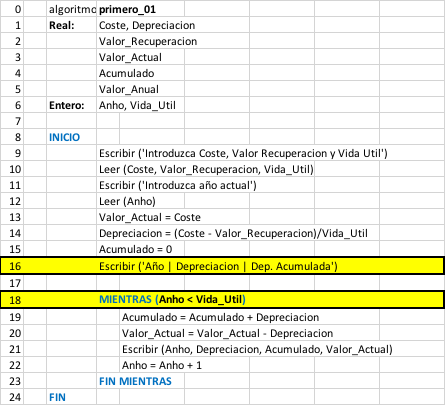 0 algoritmo primero_01
1 Real: Coste, Depreciacion
2 Valor_Recuperacion
3 Valor_Actual
4 Acumulado
5 Valor_Anual
6 Entero: Anho, Vida_Util
7
8 INICIO
9 Escribir ('Introduzca Coste, Valor Recuperacion y Vida Util')
10 Leer (Coste, Valor_Recuperacion, Vida_Util)
11 Escribir ('Introduzca año actual')
12 Leer (Anho)
13 Valor_Actual = Coste
14 Depreciacion = (Coste - Valor_Recuperacion)/Vida_Util
15 Acumulado = 0
16 Escribir ('Año | Depreciacion | Dep. Acumulada')
17
18 MIENTRAS (Anho < Vida_Util)
19 Acumulado = Acumulado + Depreciacion
20 Valor_Actual = Valor_Actual - Depreciacion
21 Escribir (Anho, Depreciacion, Acumulado, Valor_Actual)
22 Anho = Anho + 1
23 FIN MIENTRAS
24 FIN